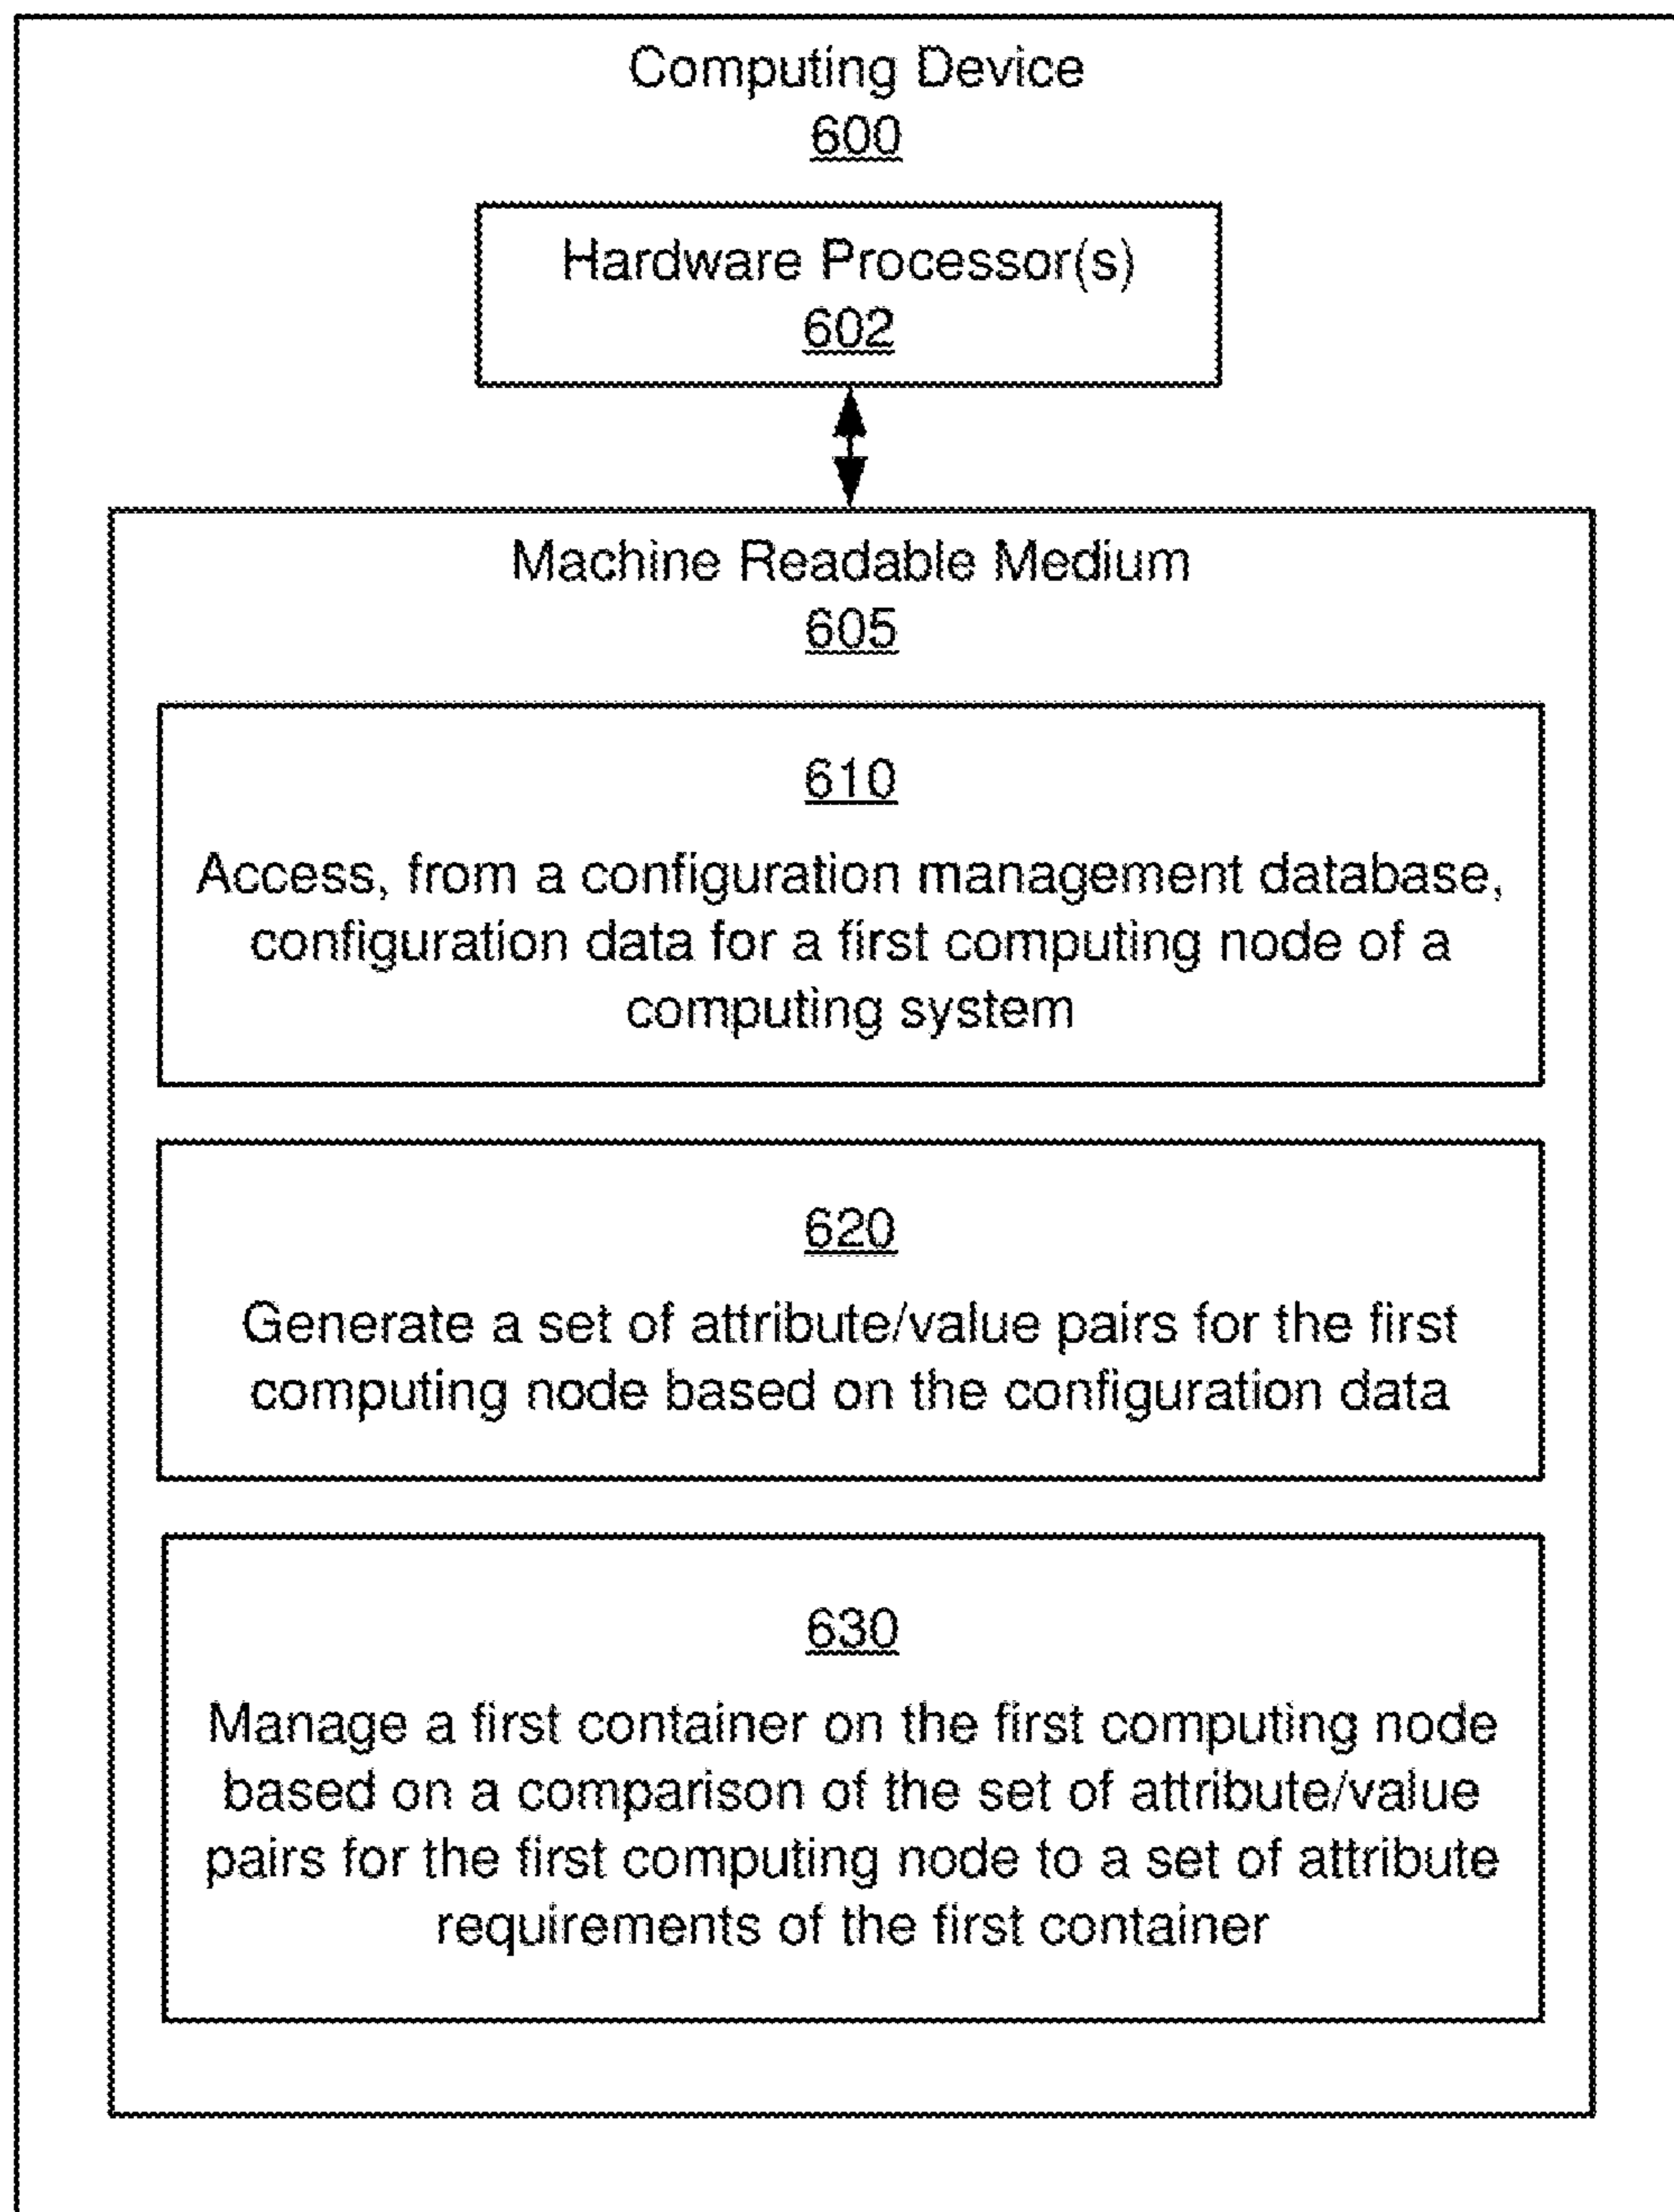 Computing Device
600
Hardware Processor(s)
602
Machine Readable Medium
605
610
Access, from a configuration management database,
configuration data for a first computing node of a
computing system
620
Generate a set of attribute/value pairs for the first
computing node based on the configuration data
630
Manage a first container on the first computing node
based on a comparison of the set of attribute/value
pairs for the first computing node to a set of attribute
requirements of the first container